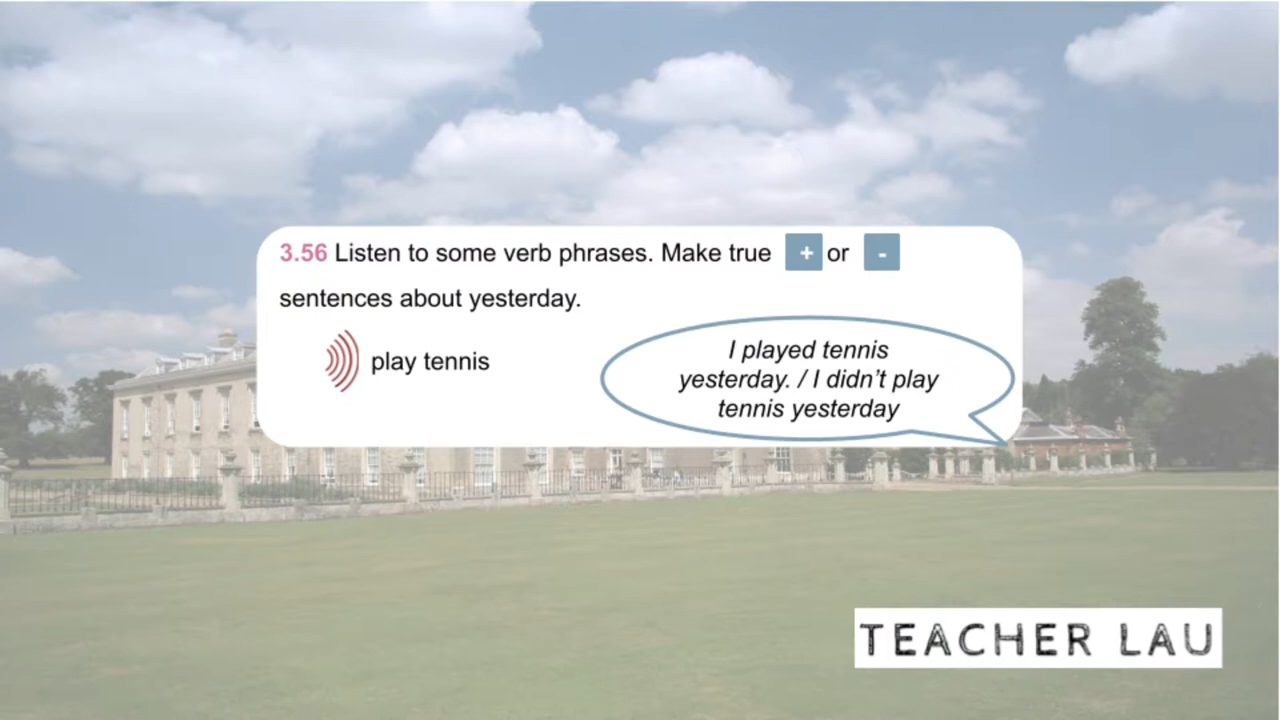 3.56 Listen to some verb phrases. Make true + or -
sentences about yesterday.
play tennis
I played tennis
yesterday. / I didn't play
tennis yesterday
TEACHER LAU